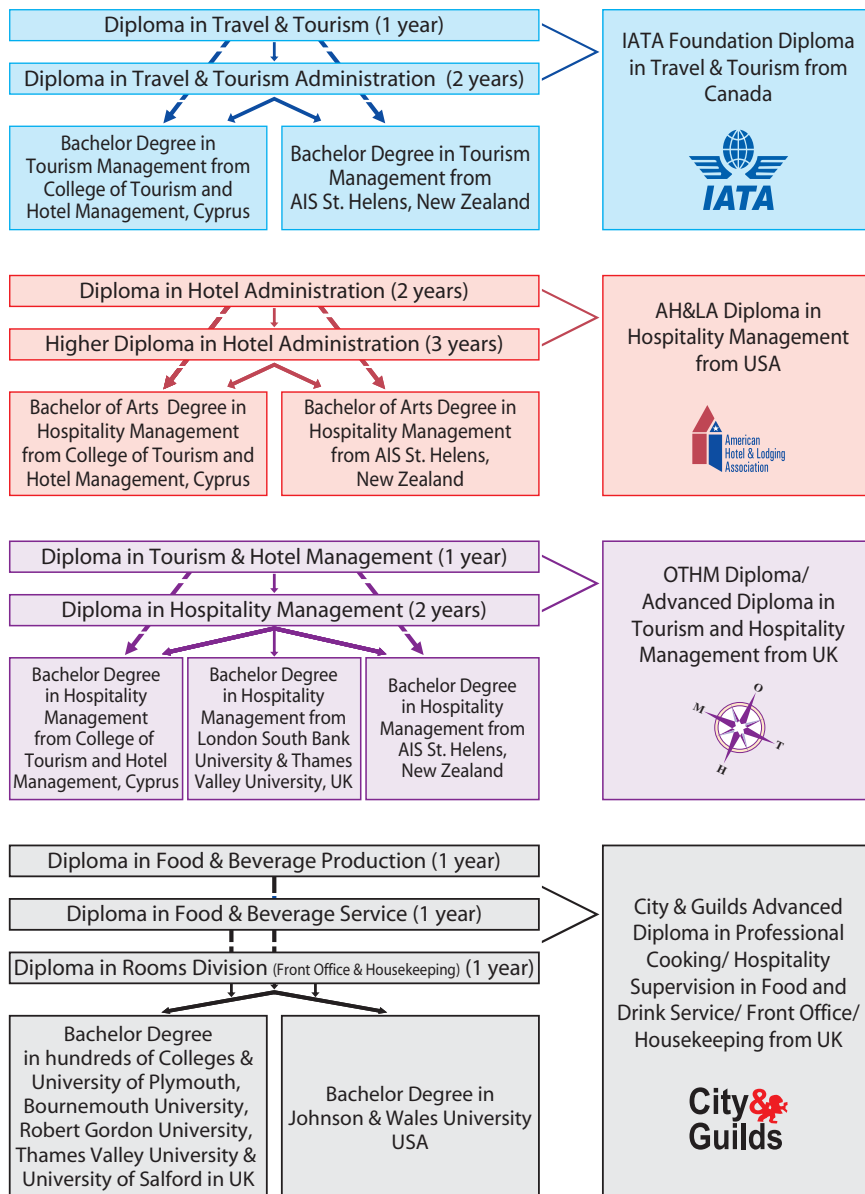 Diploma in Travel & Tourism (1 year)
Diploma in Travel & Tourism Administration (2 years)
Bachelor Degree in
Tourism Management from
College of Tourism and
Hotel Management, Cyprus
Bachelor Degree in Tourism
Management from
AIS St. Helens, New Zealand
IATA Foundation Diploma
in Travel & Tourism from
Canada
IATA
Diploma in Hotel Administration (2 years)
Higher Diploma in Hotel Administration (3 years)
Bachelor of Arts Degree in
Hospitality Management
from College of Tourism and
Hotel Management, Cyprus
Bachelor of Arts Degree in
Hospitality Management
from AIS St. Helens,
New Zealand
AH&LA Diploma in
Hospitality Management
from USA
American
Hotel & Lodging
Association
Diploma in Tourism & Hotel Management (1 year)
Diploma in Hospitality Management (2 years)
Bachelor Degree
in Hospitality
Management
from College of
Tourism and Hotel
Management, Cyprus
Bachelor Degree
in Hospitality
Management from
London South Bank
University & Thames
Valley University, UK
Bachelor Degree
in Hospitality
Management from
AIS St. Helens,
New Zealand
OTHM Diploma/
Advanced Diploma in
Tourism and Hospitality
Management from UK
O
M
T
H
Diploma in Food & Beverage Production (1 year)
Diploma in Food & Beverage Service (1 year)
Diploma in Rooms Division (Front Office & Housekeeping) (1 year)
Bachelor Degree
in hundreds of Colleges &
University of Plymouth,
Bournemouth University,
Robert Gordon University,
Thames Valley University &
University of Salford in UK
Bachelor Degree in
Johnson & Wales University
USA
City & Guilds Advanced
Diploma in Professional
Cooking/ Hospitality
Supervision in Food and
Drink Service/ Front Office/
Housekeeping from UK
City &
Guilds